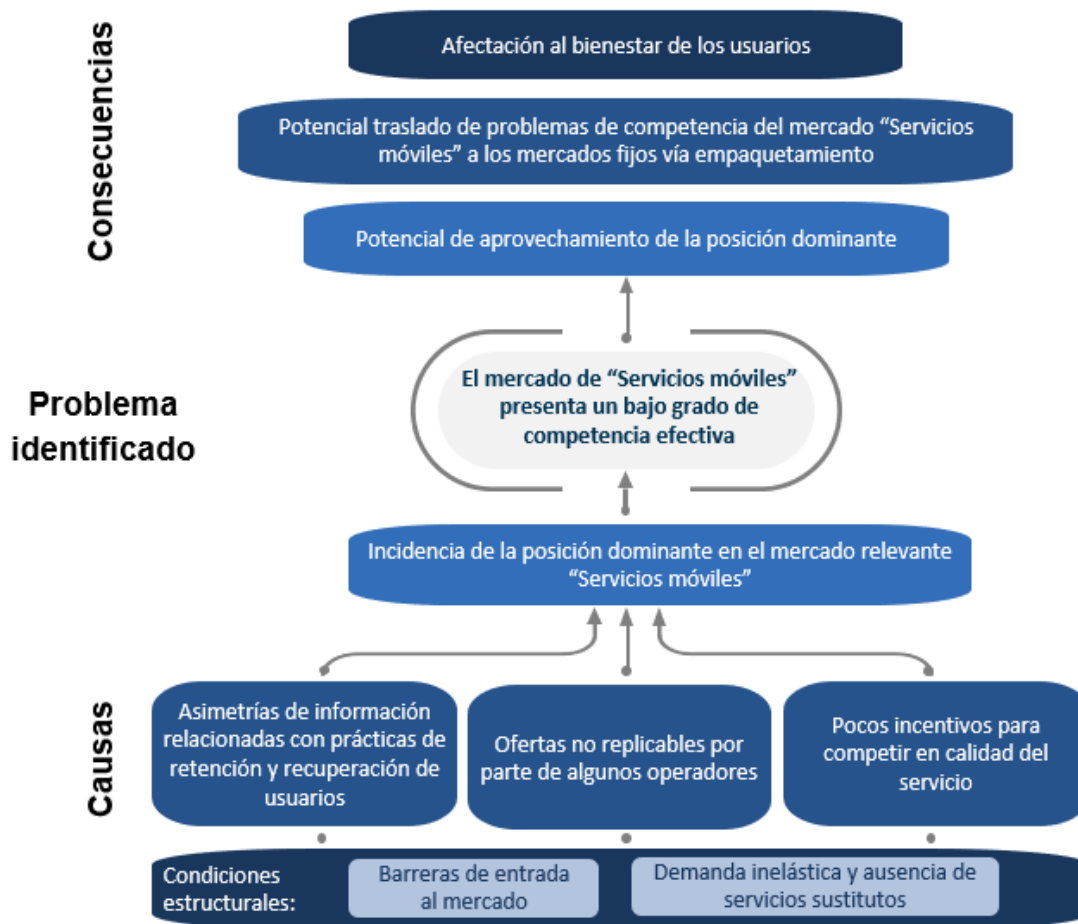 Consecuencias
Afectación al bienestar de los usuarios
Potencial traslado de problemas de competencia del mercado “Servicios
móviles” a los mercados fijos vía empaquetamiento
Potencial de aprovechamiento de la posición dominante
Problema
identificado
El mercado de “Servicios móviles”
presenta un bajo grado de
competencia efectiva
Incidencia de la posición dominante en el mercado relevante
“Servicios móviles”
Causas
Asimetrías de información
relacionadas con prácticas de
retención y recuperación de
usuarios
Ofertas no replicables por
parte de algunos operadores
Pocos incentivos para
competir en calidad del
servicio
Condiciones
estructurales:
Barreras de entrada
al mercado
Demanda inelástica y ausencia de
servicios sustitutos